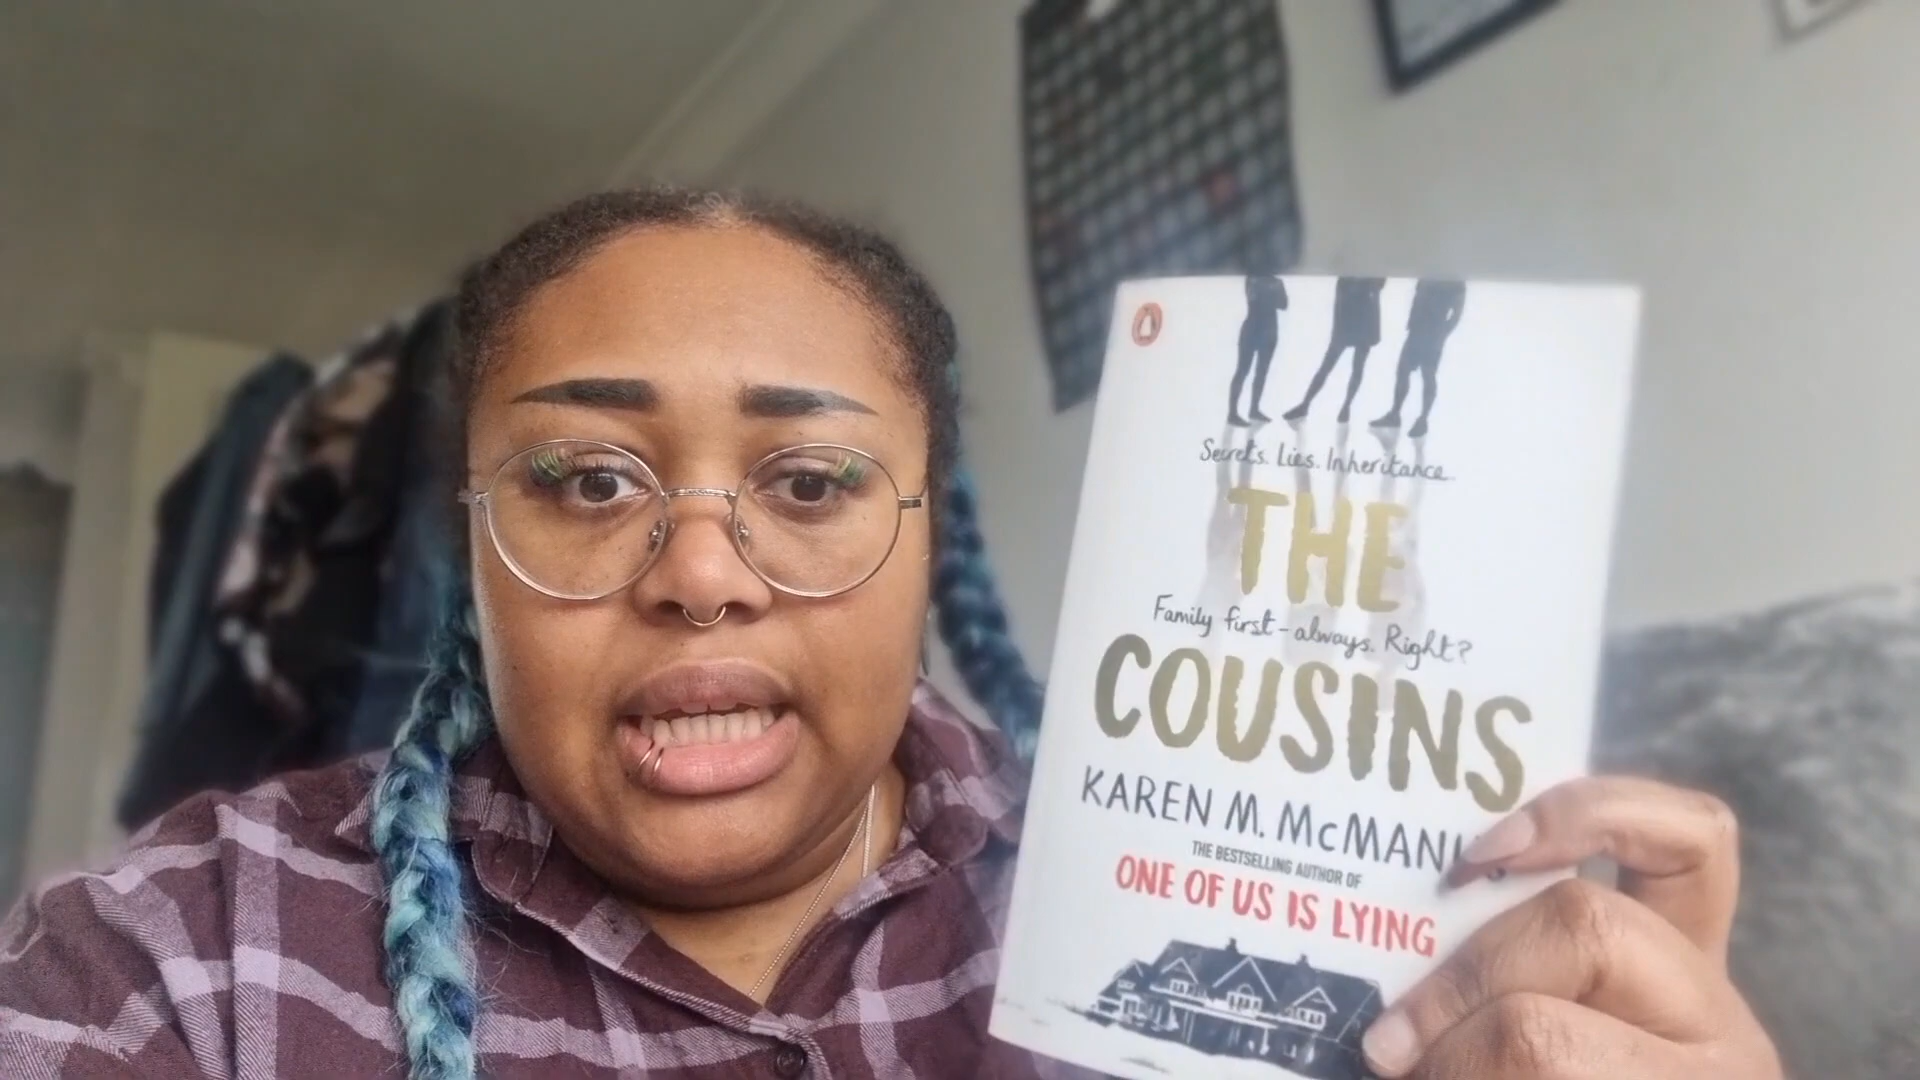 Secrets. Lies. Inheritance.
THE
Family first - always. Right?
COUSINS
KAREN M.
THE BESTSELLING AUTHOR OF
ONE OF US IS LYING